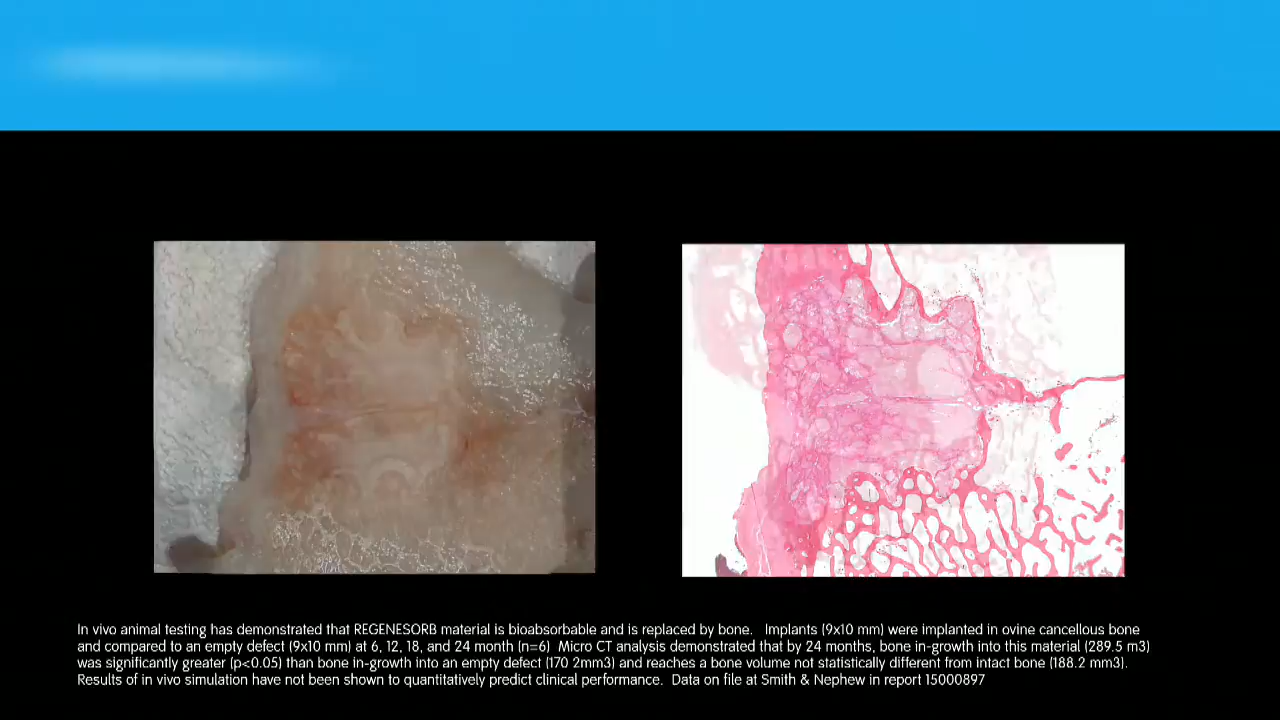 In vivo animal testing has demonstrated that REGENESORB material is bioabsorbable and is replaced by bone. Implants (9x10 mm) were implanted in ovine cancellous bone
and compared to an empty defect (9x10 mm) at 6, 12, 18, and 24 month (n=6) Micro CT analysis demonstrated that by 24 months, bone in-growth into this material (289.5 m3)
was significantly greater (p<0.05) than bone in-growth into an empty defect (170 2mm3) and reaches a bone volume not statistically different from intact bone (188.2 mm3).
Results of in vivo simulation have not been shown to quantitatively predict clinical performance. Data on file at Smith & Nephew in report 15000897